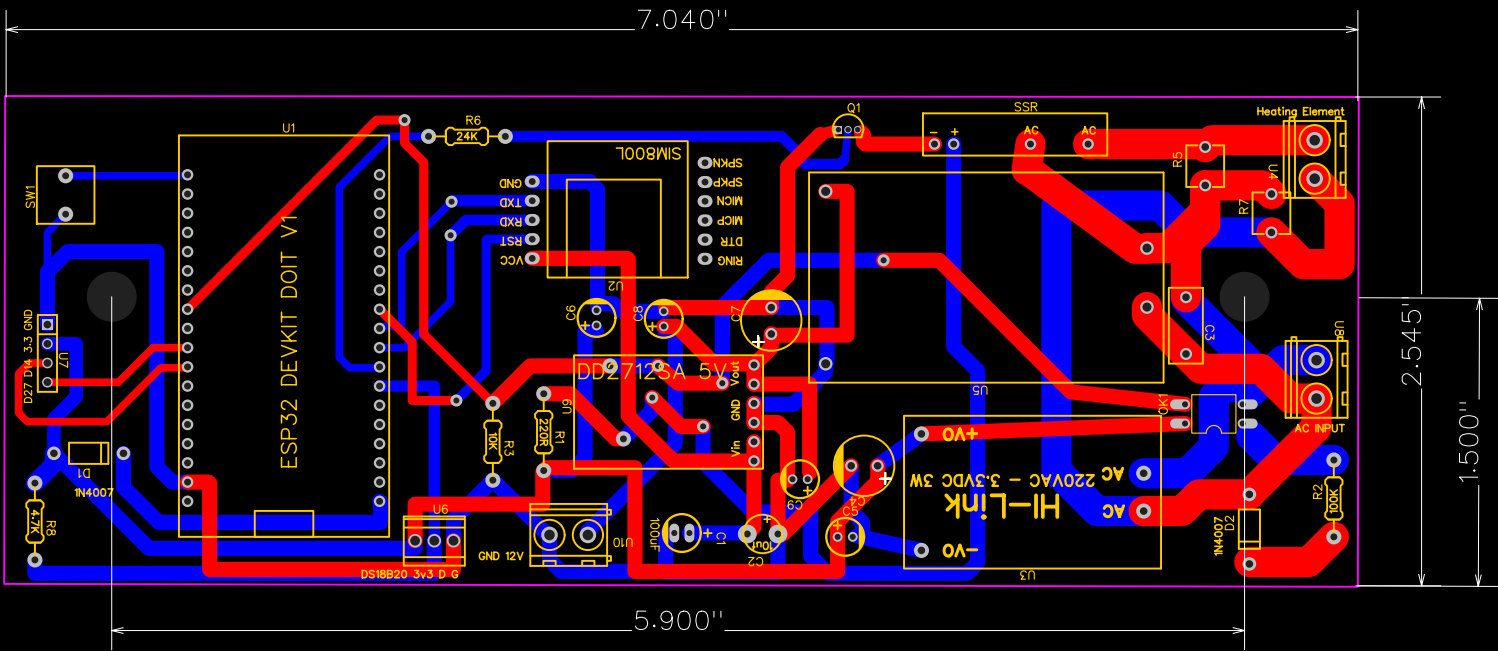 7.040"
Q1
SSR
Heating Element
U1
R6
24K
SIM800L
- +
AC
AC
SPKN
GND
SPKP
R5
U4
SW1
TXD
MICN
RXD
MICP
R7
RST
DTR
VCC
RING
ESP32 DEVKIT DOIT V1
U2
C6
C8
C7
C3
U8
2.545"
D27 D14 3.3 GND
U7
DD2712SA 5V
Vout
U5
GND
OK1
U9
R1
220R
R3
10K
Vin
+VO
AC INPUT
1.500"
D1
1N4007
220VAC - 3.3VDC 3W
AC
HI-Link
AC
R2
100K
R8
4.7K
U6
C9
C4
C5
1N4007
D2
GND 12V
U10
100uF
C1
10uF
C2
-VO
DS18B20 3v3 D G
U3
5.900"